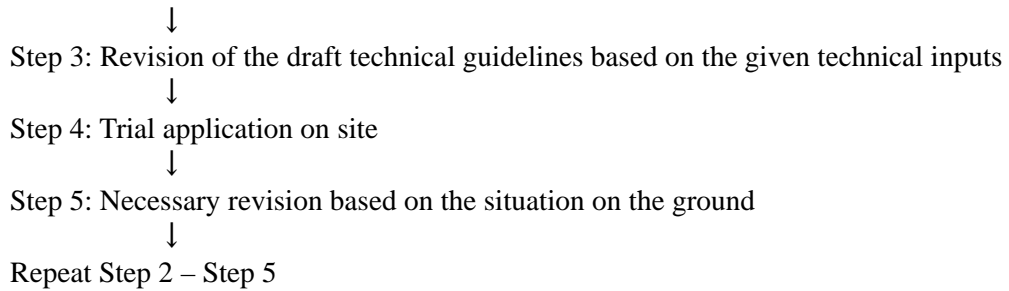 ↓
Step 3: Revision of the draft technical guidelines based on the given technical inputs
↓
Step 4: Trial application on site
↓
Step 5: Necessary revision based on the situation on the ground
↓
Repeat Step 2 – Step 5